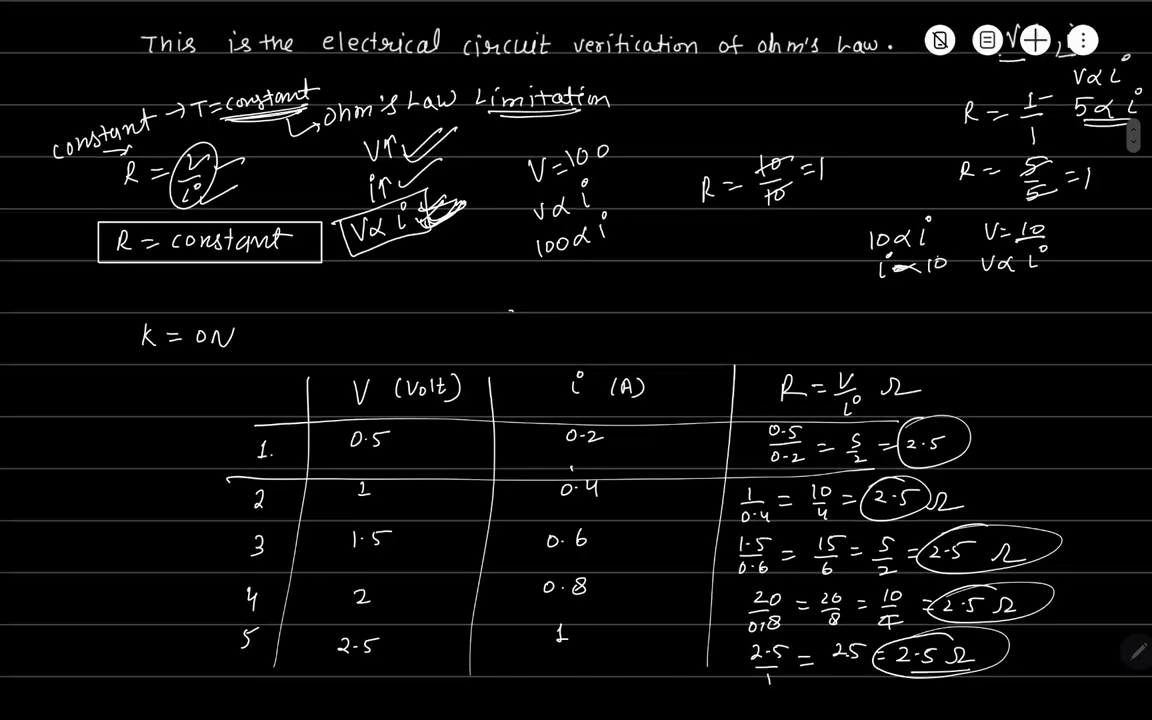 This is the electrical circuit verification of ohm's Law. V i
V∝i
constant → T = constant → Ohm's Law Limitation
R = 1/1 5∝i
R = V/i V↑ V=100 R = 10/10 = 1 R = 5/5 = 1
i↑ V∝i
R = constant V∝i 100∝i 10∝i V=10
i∝10 V∝i
K = ON
V (Volt) i (A) R = V/i Ω
1. 0.5 0.2 0.5/0.2 = 5/2 = 2.5
2 1 0.4 1/0.4 = 10/4 = 2.5 Ω
3 1.5 0.6 1.5/0.6 = 15/6 = 5/2 = 2.5 Ω
4 2 0.8 20/0.8 = 20/8 = 10/4 = 2.5 Ω
5 2.5 1 2.5/1 = 2.5 = 2.5 Ω